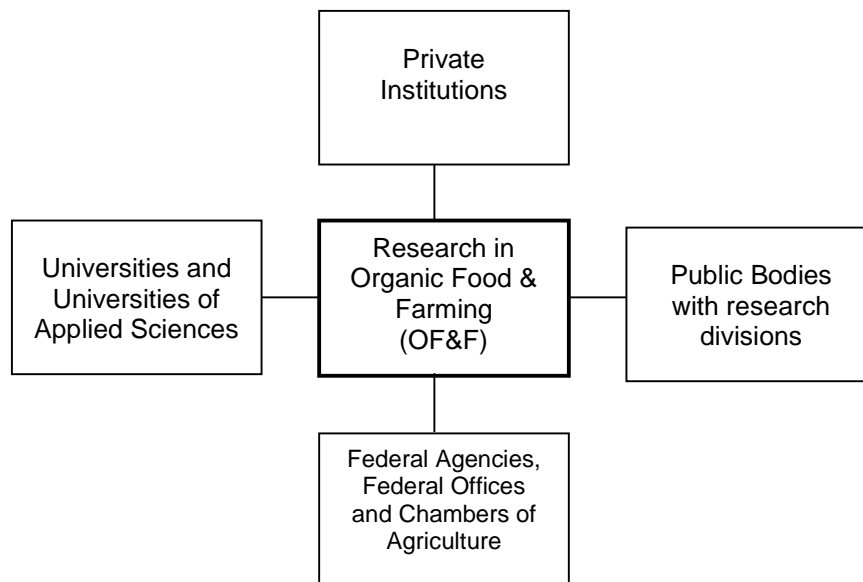 Private
Institutions
Universities and
Universities of
Applied Sciences
Research in
Organic Food &
Farming
(OF&F)
Public Bodies
with research
divisions
Federal Agencies,
Federal Offices
and Chambers of
Agriculture